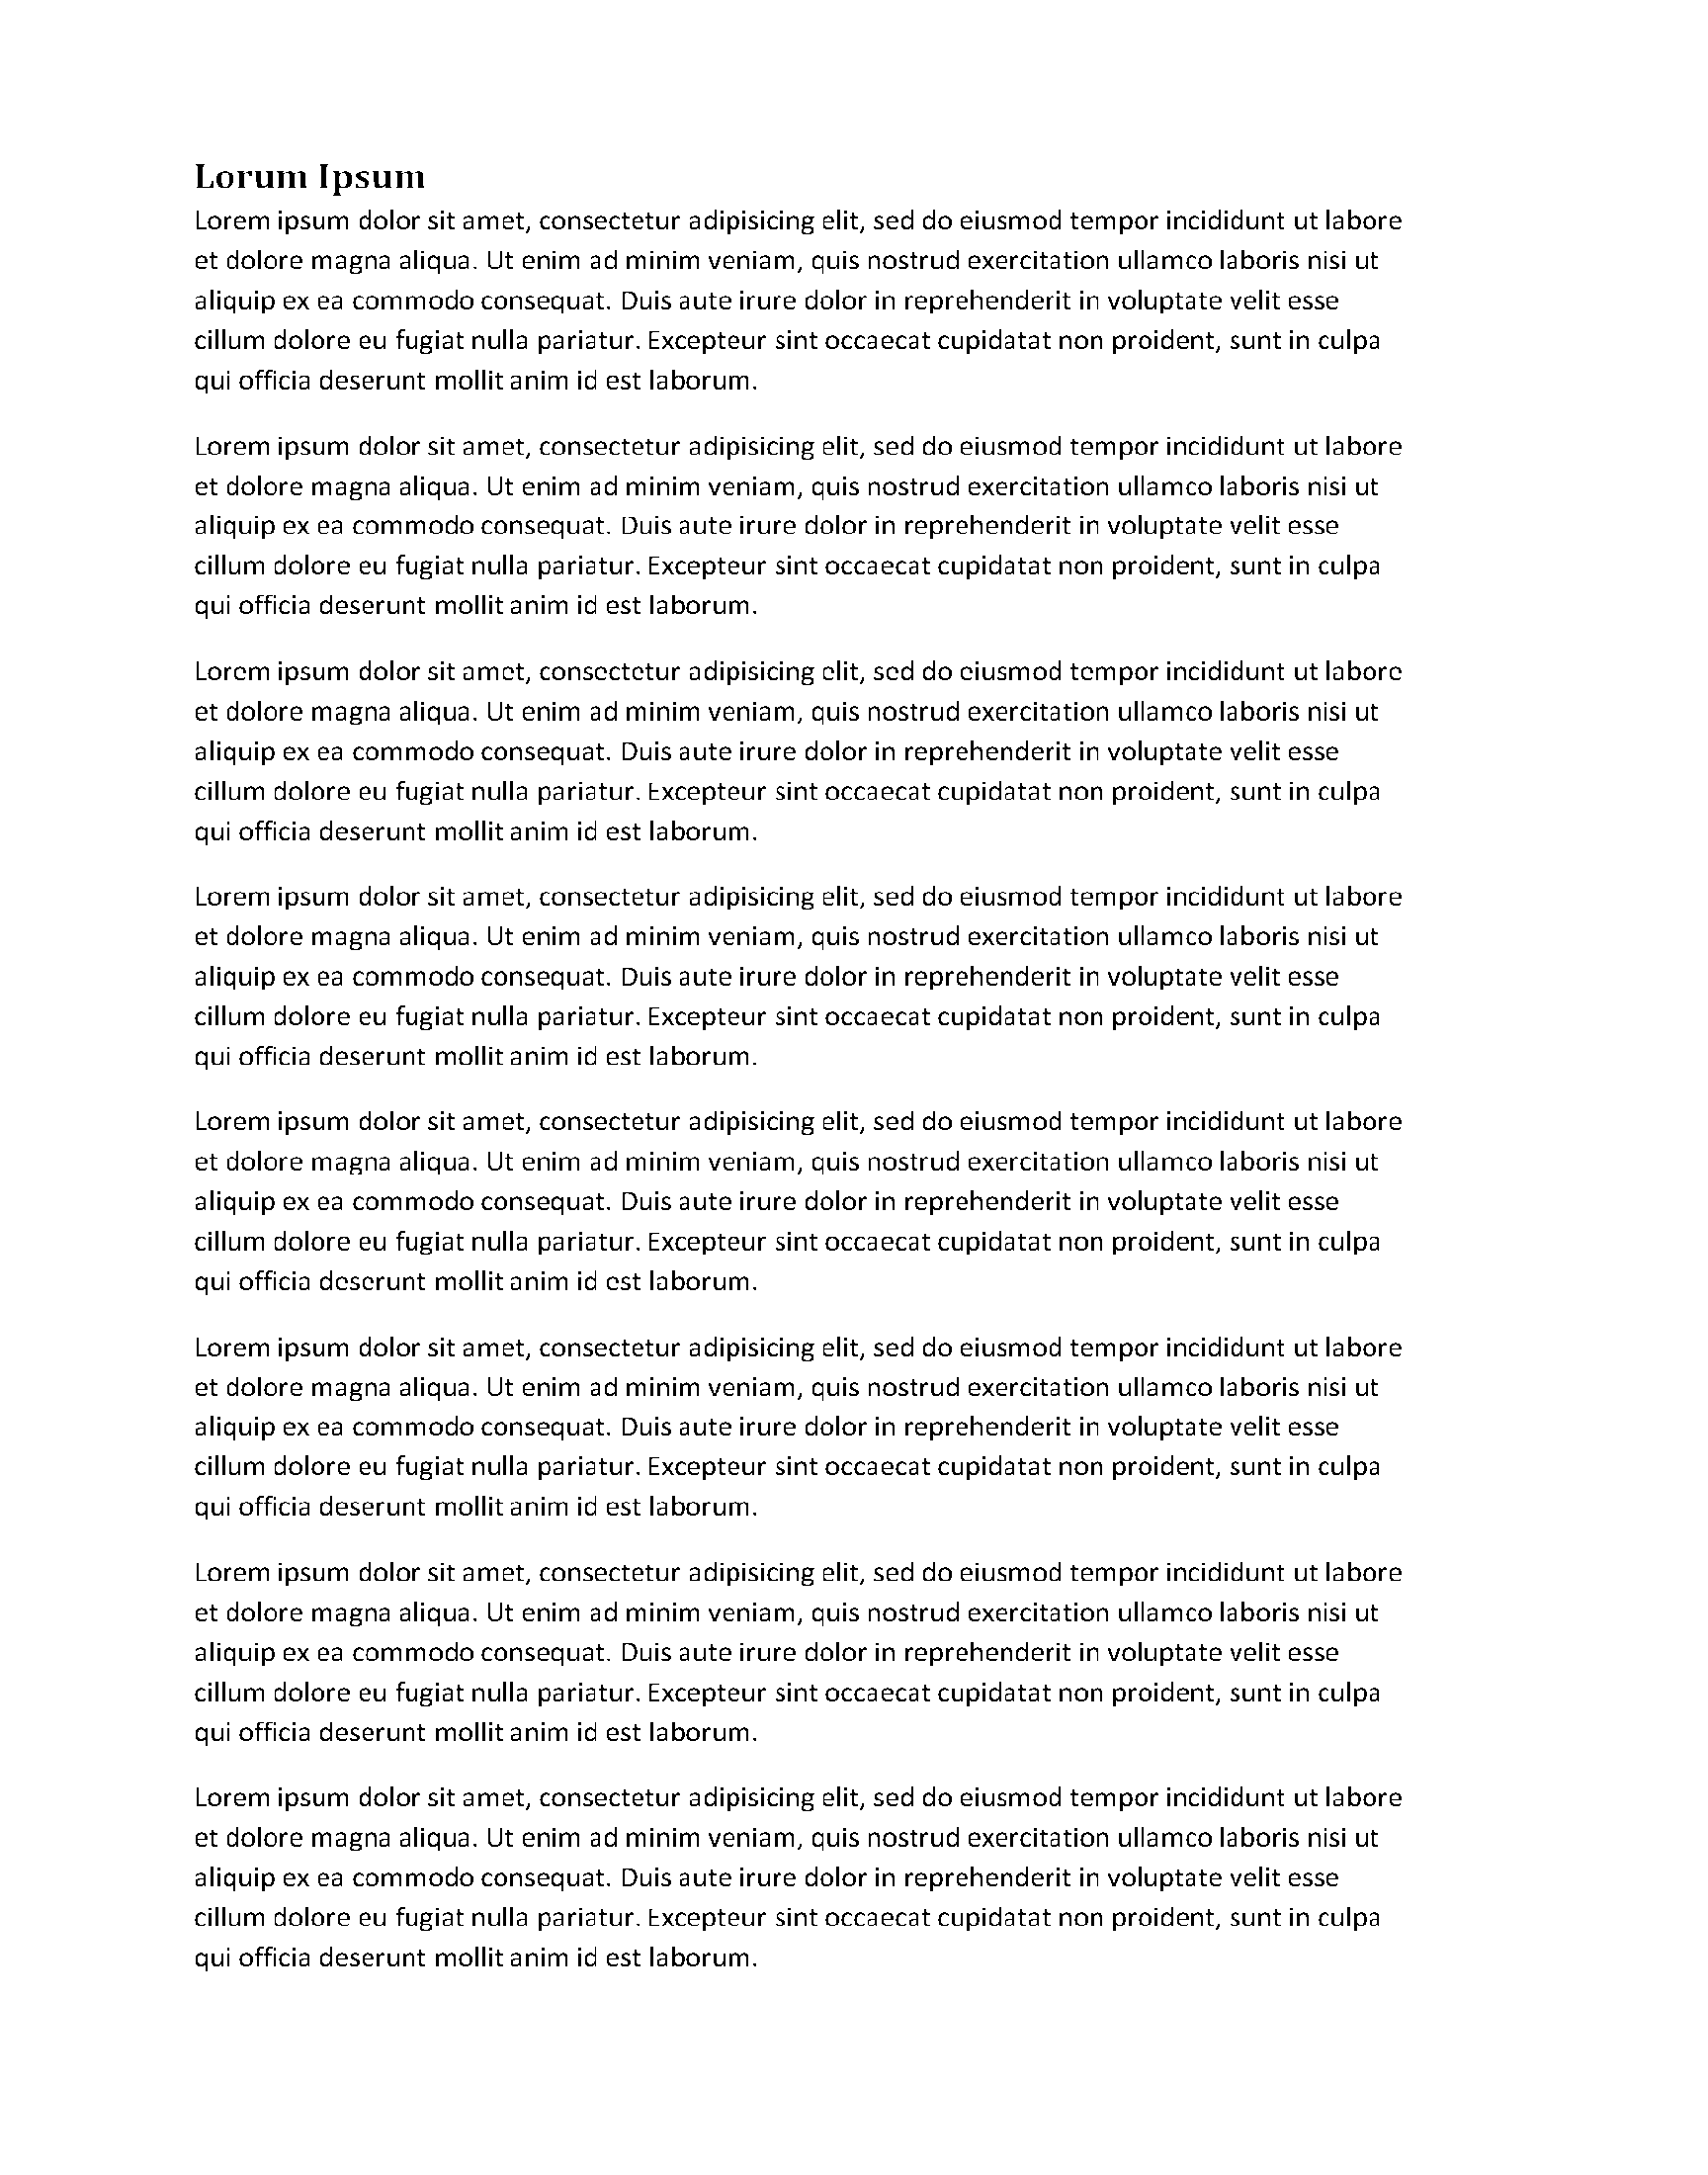 Lorum Ipsum
Lorem ipsum dolor sit amet, consectetur adipisicing elit, sed do eiusmod tempor incididunt ut labore
et dolore magna aliqua. Ut enim ad minim veniam, quis nostrud exercitation ullamco laboris nisi ut
aliquip ex ea commodo consequat. Duis aute irure dolor in reprehenderit in voluptate velit esse
cillum dolore eu fugiat nulla pariatur. Excepteur sint occaecat cupidatat non proident, sunt in culpa
qui officia deserunt mollit anim id est laborum.
Lorem ipsum dolor sit amet, consectetur adipisicing elit, sed do eiusmod tempor incididunt ut labore
et dolore magna aliqua. Ut enim ad minim veniam, quis nostrud exercitation ullamco laboris nisi ut
aliquip ex ea commodo consequat. Duis aute irure dolor in reprehenderit in voluptate velit esse
cillum dolore eu fugiat nulla pariatur. Excepteur sint occaecat cupidatat non proident, sunt in culpa
qui officia deserunt mollit anim id est laborum.
Lorem ipsum dolor sit amet, consectetur adipisicing elit, sed do eiusmod tempor incididunt ut labore
et dolore magna aliqua. Ut enim ad minim veniam, quis nostrud exercitation ullamco laboris nisi ut
aliquip ex ea commodo consequat. Duis aute irure dolor in reprehenderit in voluptate velit esse
cillum dolore eu fugiat nulla pariatur. Excepteur sint occaecat cupidatat non proident, sunt in culpa
qui officia deserunt mollit anim id est laborum.
Lorem ipsum dolor sit amet, consectetur adipisicing elit, sed do eiusmod tempor incididunt ut labore
et dolore magna aliqua. Ut enim ad minim veniam, quis nostrud exercitation ullamco laboris nisi ut
aliquip ex ea commodo consequat. Duis aute irure dolor in reprehenderit in voluptate velit esse
cillum dolore eu fugiat nulla pariatur. Excepteur sint occaecat cupidatat non proident, sunt in culpa
qui officia deserunt mollit anim id est laborum.
Lorem ipsum dolor sit amet, consectetur adipisicing elit, sed do eiusmod tempor incididunt ut labore
et dolore magna aliqua. Ut enim ad minim veniam, quis nostrud exercitation ullamco laboris nisi ut
aliquip ex ea commodo consequat. Duis aute irure dolor in reprehenderit in voluptate velit esse
cillum dolore eu fugiat nulla pariatur. Excepteur sint occaecat cupidatat non proident, sunt in culpa
qui officia deserunt mollit anim id est laborum.
Lorem ipsum dolor sit amet, consectetur adipisicing elit, sed do eiusmod tempor incididunt ut labore
et dolore magna aliqua. Ut enim ad minim veniam, quis nostrud exercitation ullamco laboris nisi ut
aliquip ex ea commodo consequat. Duis aute irure dolor in reprehenderit in voluptate velit esse
cillum dolore eu fugiat nulla pariatur. Excepteur sint occaecat cupidatat non proident, sunt in culpa
qui officia deserunt mollit anim id est laborum.
Lorem ipsum dolor sit amet, consectetur adipisicing elit, sed do eiusmod tempor incididunt ut labore
et dolore magna aliqua. Ut enim ad minim veniam, quis nostrud exercitation ullamco laboris nisi ut
aliquip ex ea commodo consequat. Duis aute irure dolor in reprehenderit in voluptate velit esse
cillum dolore eu fugiat nulla pariatur. Excepteur sint occaecat cupidatat non proident, sunt in culpa
qui officia deserunt mollit anim id est laborum.
Lorem ipsum dolor sit amet, consectetur adipisicing elit, sed do eiusmod tempor incididunt ut labore
et dolore magna aliqua. Ut enim ad minim veniam, quis nostrud exercitation ullamco laboris nisi ut
aliquip ex ea commodo consequat. Duis aute irure dolor in reprehenderit in voluptate velit esse
cillum dolore eu fugiat nulla pariatur. Excepteur sint occaecat cupidatat non proident, sunt in culpa
qui officia deserunt mollit anim id est laborum.